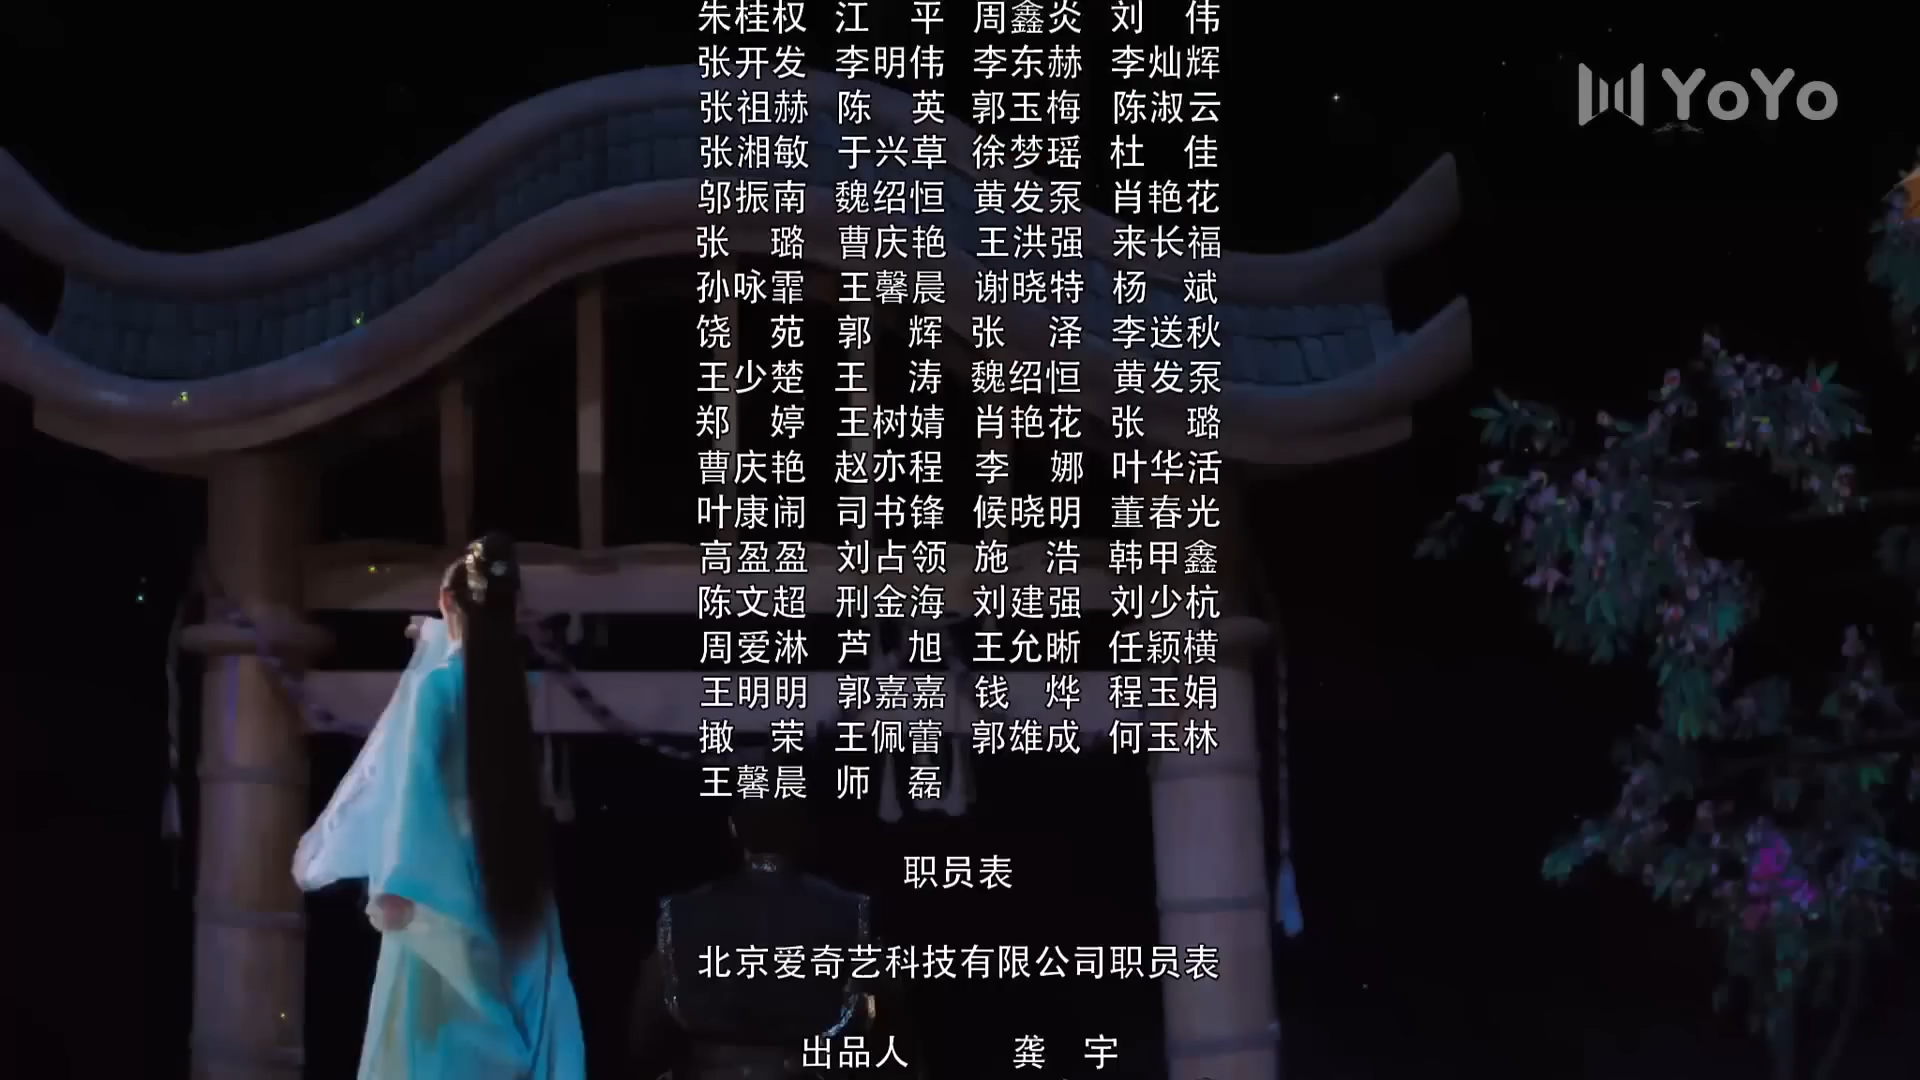 朱桂权 江 平 周鑫炎 刘 伟
张开发 李明伟 李东赫 李灿辉
YoYo
张祖赫 陈 英 郭玉梅 陈淑云
张湘敏 于兴草 徐梦瑶 杜 佳
邬振南 魏绍恒 黄发泵 肖艳花
张 璐 曹庆艳 王洪强 来长福
孙咏霏 王馨晨 谢晓特 杨 斌
饶 苑 郭 辉 张 泽 李送秋
王少楚 王 涛 魏绍恒 黄发泵
郑 婷 王树婧 肖艳花 张 璐
曹庆艳 赵亦程 李 娜 叶华活
叶康闹 司书锋 候晓明 董春光
高盈盈 刘占领 施 浩 韩甲鑫
陈文超 刑金海 刘建强 刘少杭
周爱淋 芦 旭 王允晰 任颖横
王明明 郭嘉嘉 钱 烨 程玉娟
撖 荣 王佩蕾 郭雄成 何玉林
王馨晨 师 磊
职员表
北京爱奇艺科技有限公司职员表
出品人 龚 宇